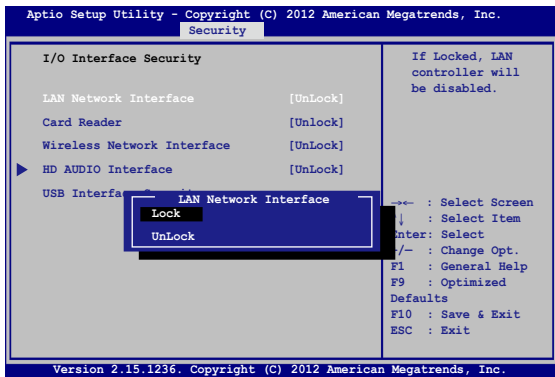 Aptio Setup Utility - Copyright (C) 2012 American Megatrends, Inc.
Security
I/O Interface Security
LAN Network Interface [UnLock]
Card Reader [Unlock]
Wireless Network Interface [UnLock]
HD AUDIO Interface [UnLock]
USB Interfa
LAN Network Interface
Lock
UnLock
If Locked, LAN
controller will
be disabled.
→← : Select Screen
↓ : Select Item
Enter: Select
/— : Change Opt.
F1 : General Help
F9 : Optimized
Defaults
F10 : Save & Exit
ESC : Exit
Version 2.15.1236. Copyright (C) 2012 American Megatrends, Inc.